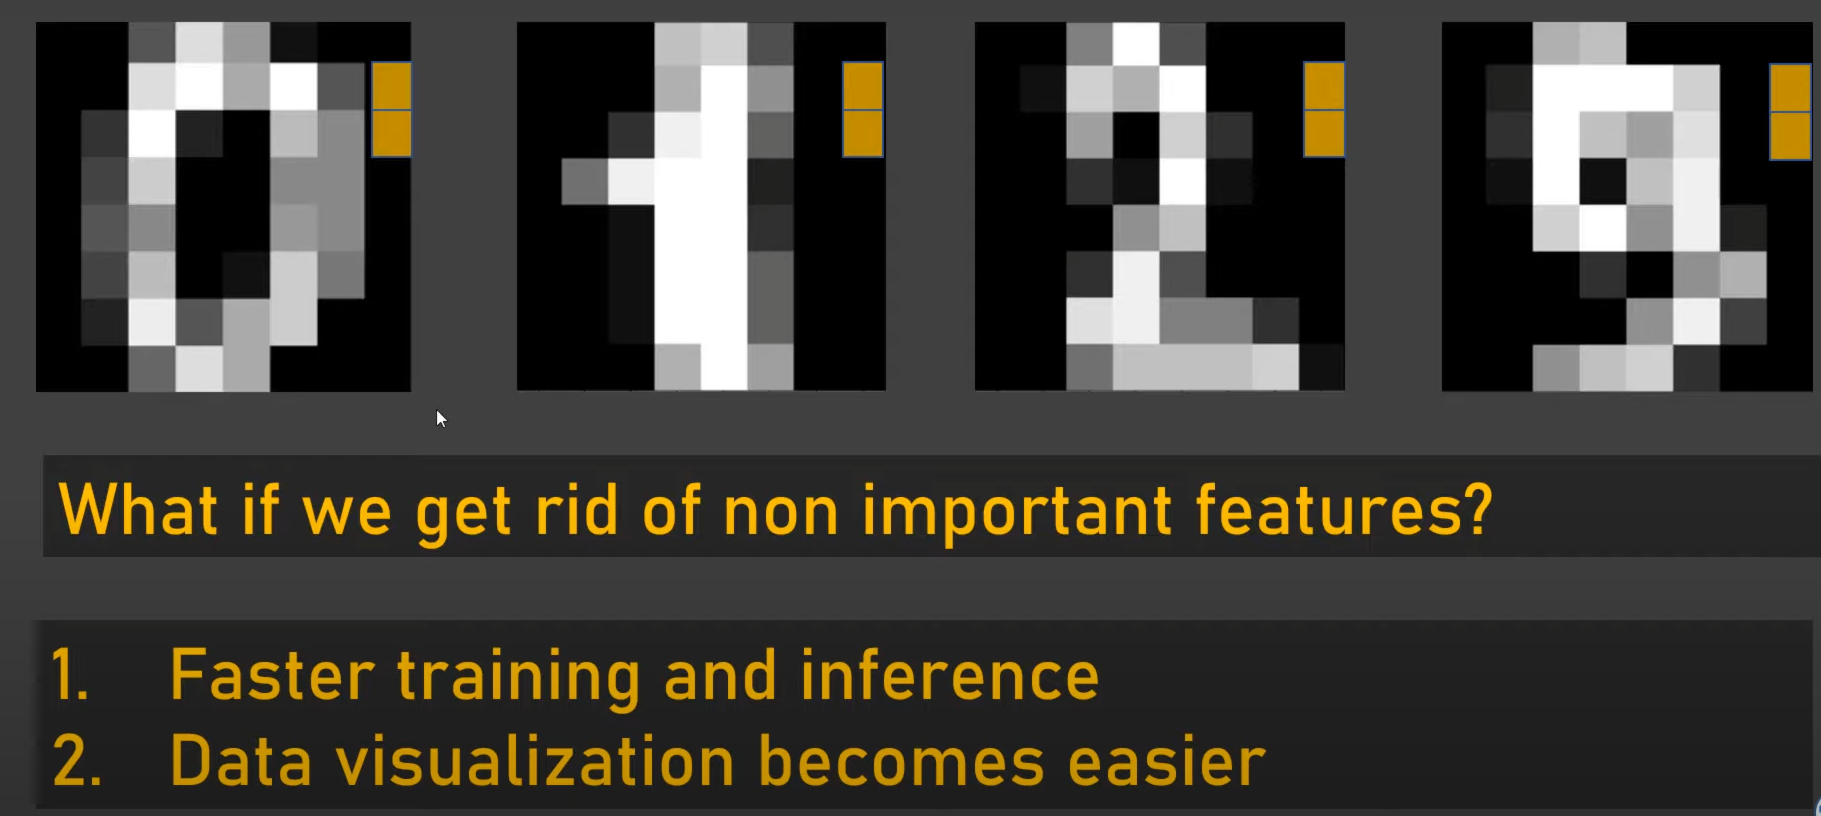 What if we get rid of non important features?
1. Faster training and inference
2. Data visualization becomes easier